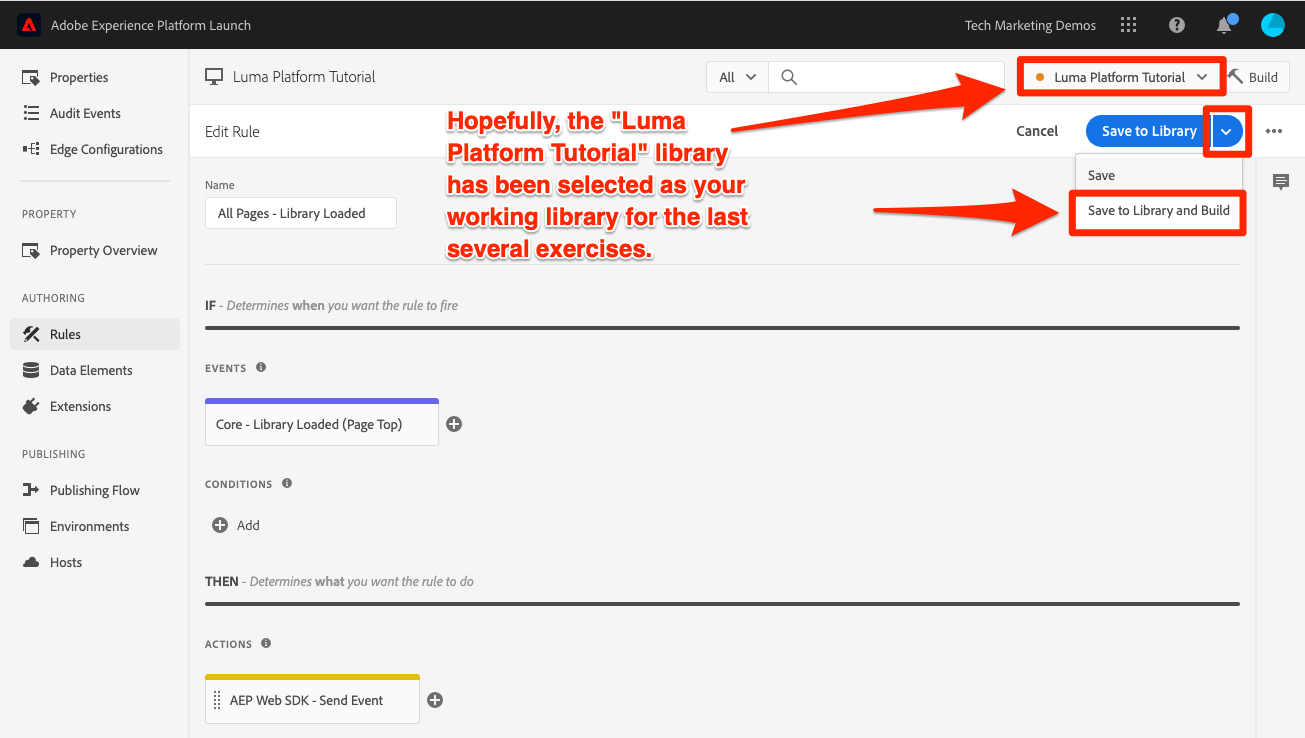 Adobe Experience Platform Launch
Tech Marketing Demos
Properties
Audit Events
Edge Configurations
PROPERTY
Property Overview
AUTHORING
Rules
Data Elements
Extensions
PUBLISHING
Publishing Flow
Environments
Hosts
Luma Platform Tutorial
All
Luma Platform Tutorial
Build
Edit Rule
Cancel
Save to Library
Save
Save to Library and Build
Hopefully, the "Luma
Platform Tutorial" library
has been selected as your
working library for the last
several exercises.
Name
All Pages - Library Loaded
IF - Determines when you want the rule to fire
EVENTS
Core - Library Loaded (Page Top)
CONDITIONS
Add
THEN - Determines what you want the rule to do
ACTIONS
AEP Web SDK - Send Event